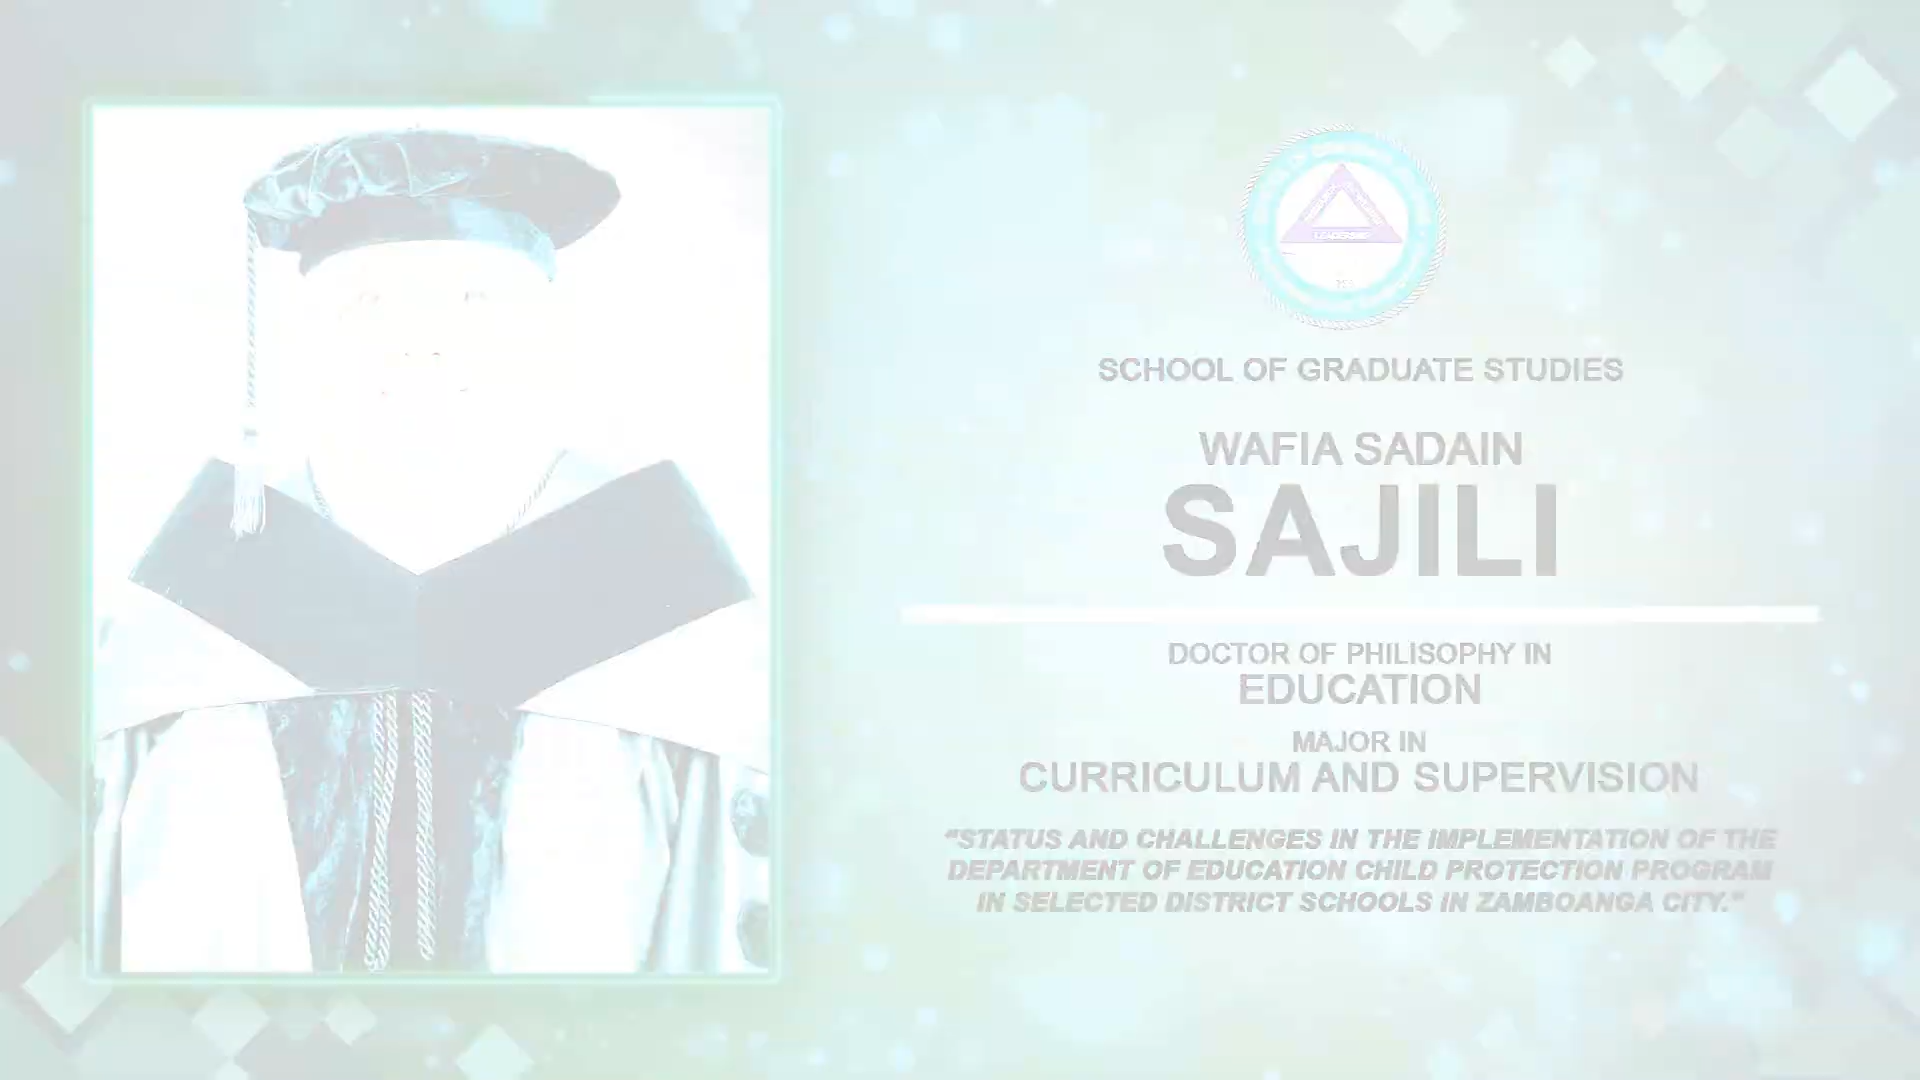 LEADERSHIP
SCHOOL OF GRADUATE STUDIES
WAFIA SADAIN
SAJILI
DOCTOR OF PHILISOPHY IN
EDUCATION
MAJOR IN
CURRICULUM AND SUPERVISION
“STATUS AND CHALLENGES IN THE IMPLEMENTATION OF THE
DEPARTMENT OF EDUCATION CHILD PROTECTION PROGRAM
IN SELECTED DISTRICT SCHOOLS IN ZAMBOANGA CITY.”